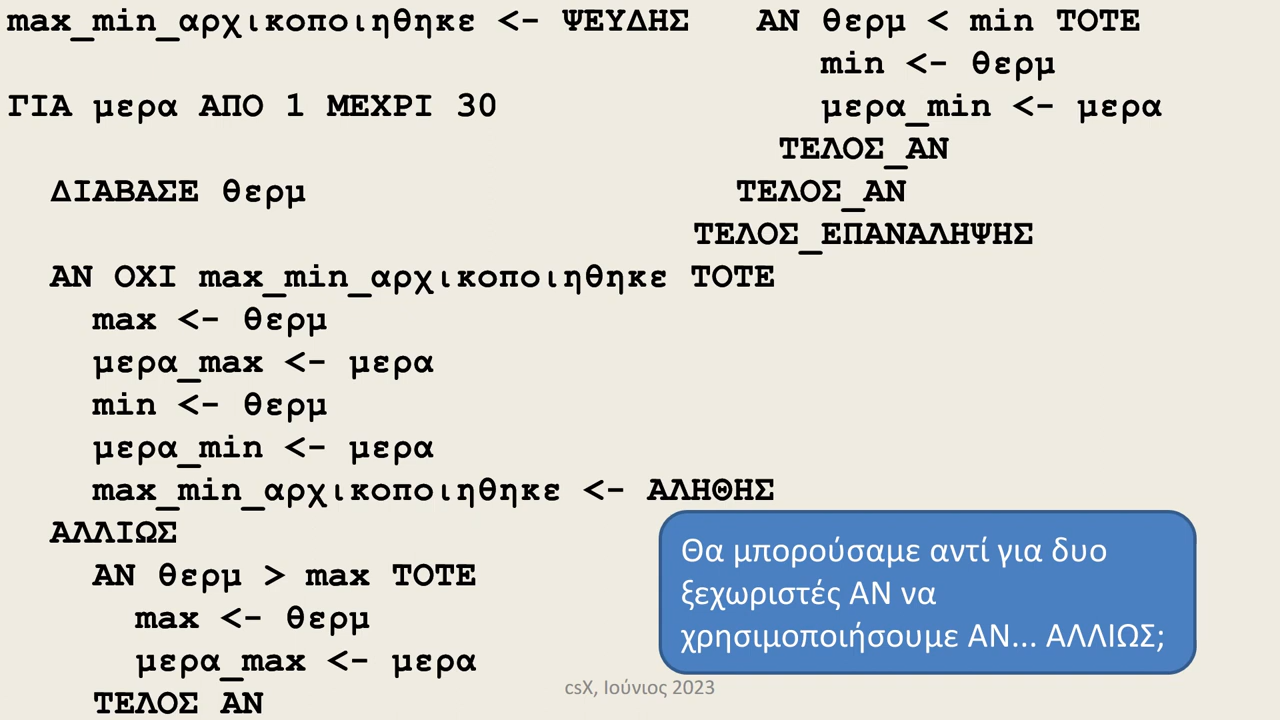 max_min_αρχικοποιηθηκε <- ΨΕΥΔΗΣ
ΓΙΑ μερα ΑΠΟ 1 ΜΕΧΡΙ 30
ΔΙΑΒΑΣΕ θερμ
ΑΝ ΟΧΙ max_min_αρχικοποιηθηκε ΤΟΤΕ
max <- θερμ
μερα_max <- μερα
min <- θερμ
μερα_min <- μερα
max_min_αρχικοποιηθηκε <- ΑΛΗΘΗΣ
ΑΛΛΙΩΣ
ΑΝ θερμ > max ΤΟΤΕ
max <- θερμ
μερα_max <- μερα
ΤΕΛΟΣ_ΑΝ
ΑΝ θερμ < min ΤΟΤΕ
min <- θερμ
μερα_min <- μερα
ΤΕΛΟΣ_ΑΝ
ΤΕΛΟΣ_ΑΝ
ΤΕΛΟΣ_ΕΠΑΝΑΛΗΨΗΣ
Θα μπορούσαμε αντί για δυο
ξεχωριστές ΑΝ να
χρησιμοποιήσουμε ΑΝ... ΑΛΛΙΩΣ;
csX, Ιούνιος 2023